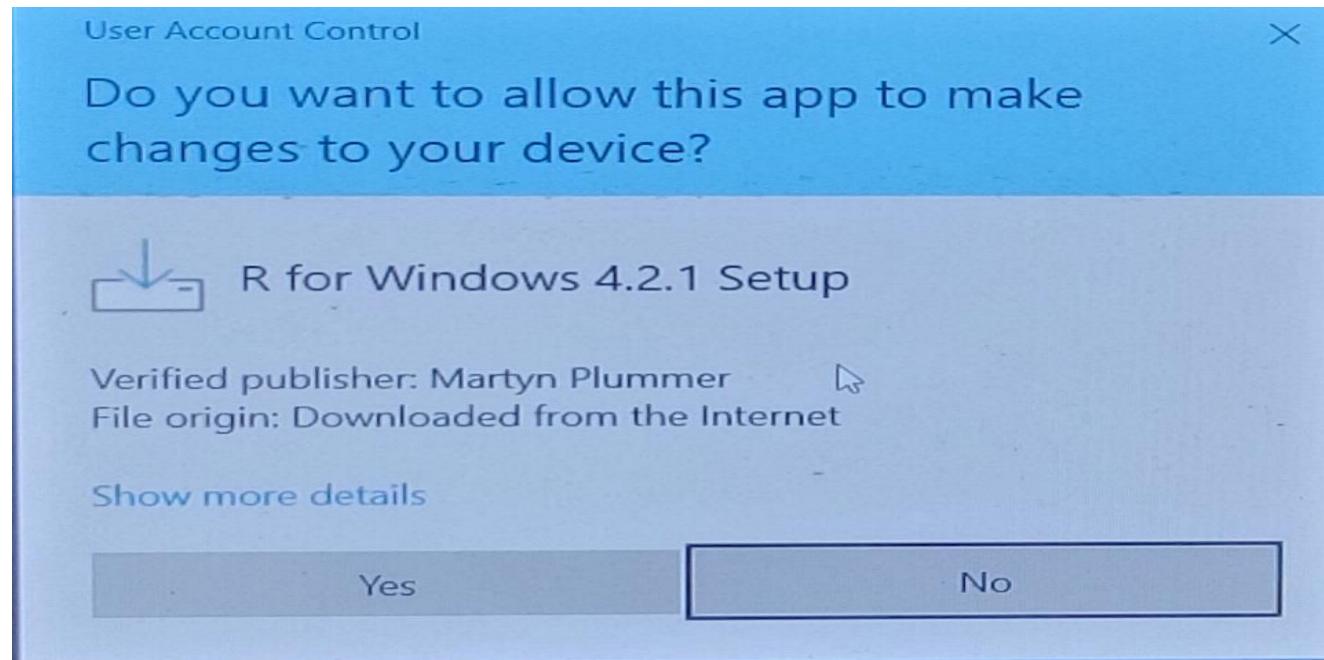 User Account Control
Do you want to allow this app to make
changes to your device?
R for Windows 4.2.1 Setup
Verified publisher: Martyn Plummer
File origin: Downloaded from the Internet
Show more details
Yes
No